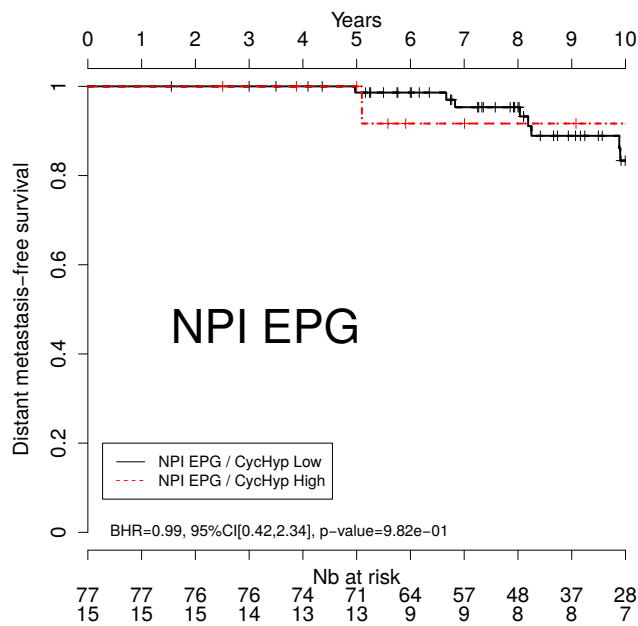 Years
0 1 2 3 4 5 6 7 8 9 10
Distant metastasis−free survival
1
0.8
0.6
0.4
0.2
0
NPI EPG
NPI EPG / CycHyp Low
NPI EPG / CycHyp High
BHR=0.99, 95%CI[0.42,2.34], p−value=9.82e−01
Nb at risk
77 77 76 76 74 71 64 57 48 37 28
15 15 15 14 13 13 9 9 8 8 7